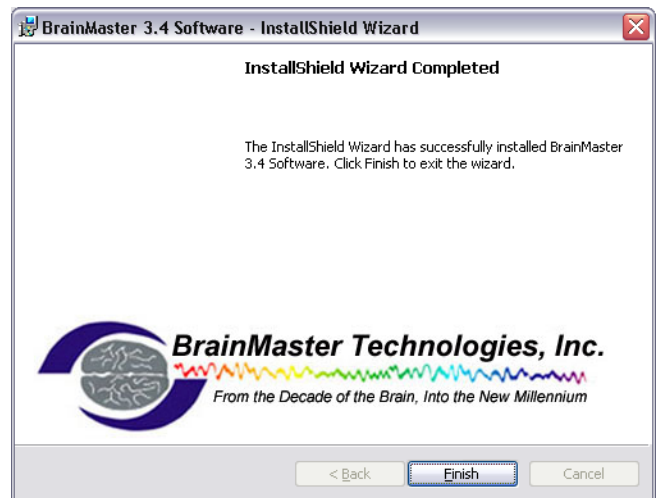 BrainMaster 3.4 Software - InstallShield Wizard
InstallShield Wizard Completed
The InstallShield Wizard has successfully installed BrainMaster
3.4 Software. Click Finish to exit the wizard.
BrainMaster Technologies, Inc.
From the Decade of the Brain, Into the New Millennium
< Back
Finish
Cancel